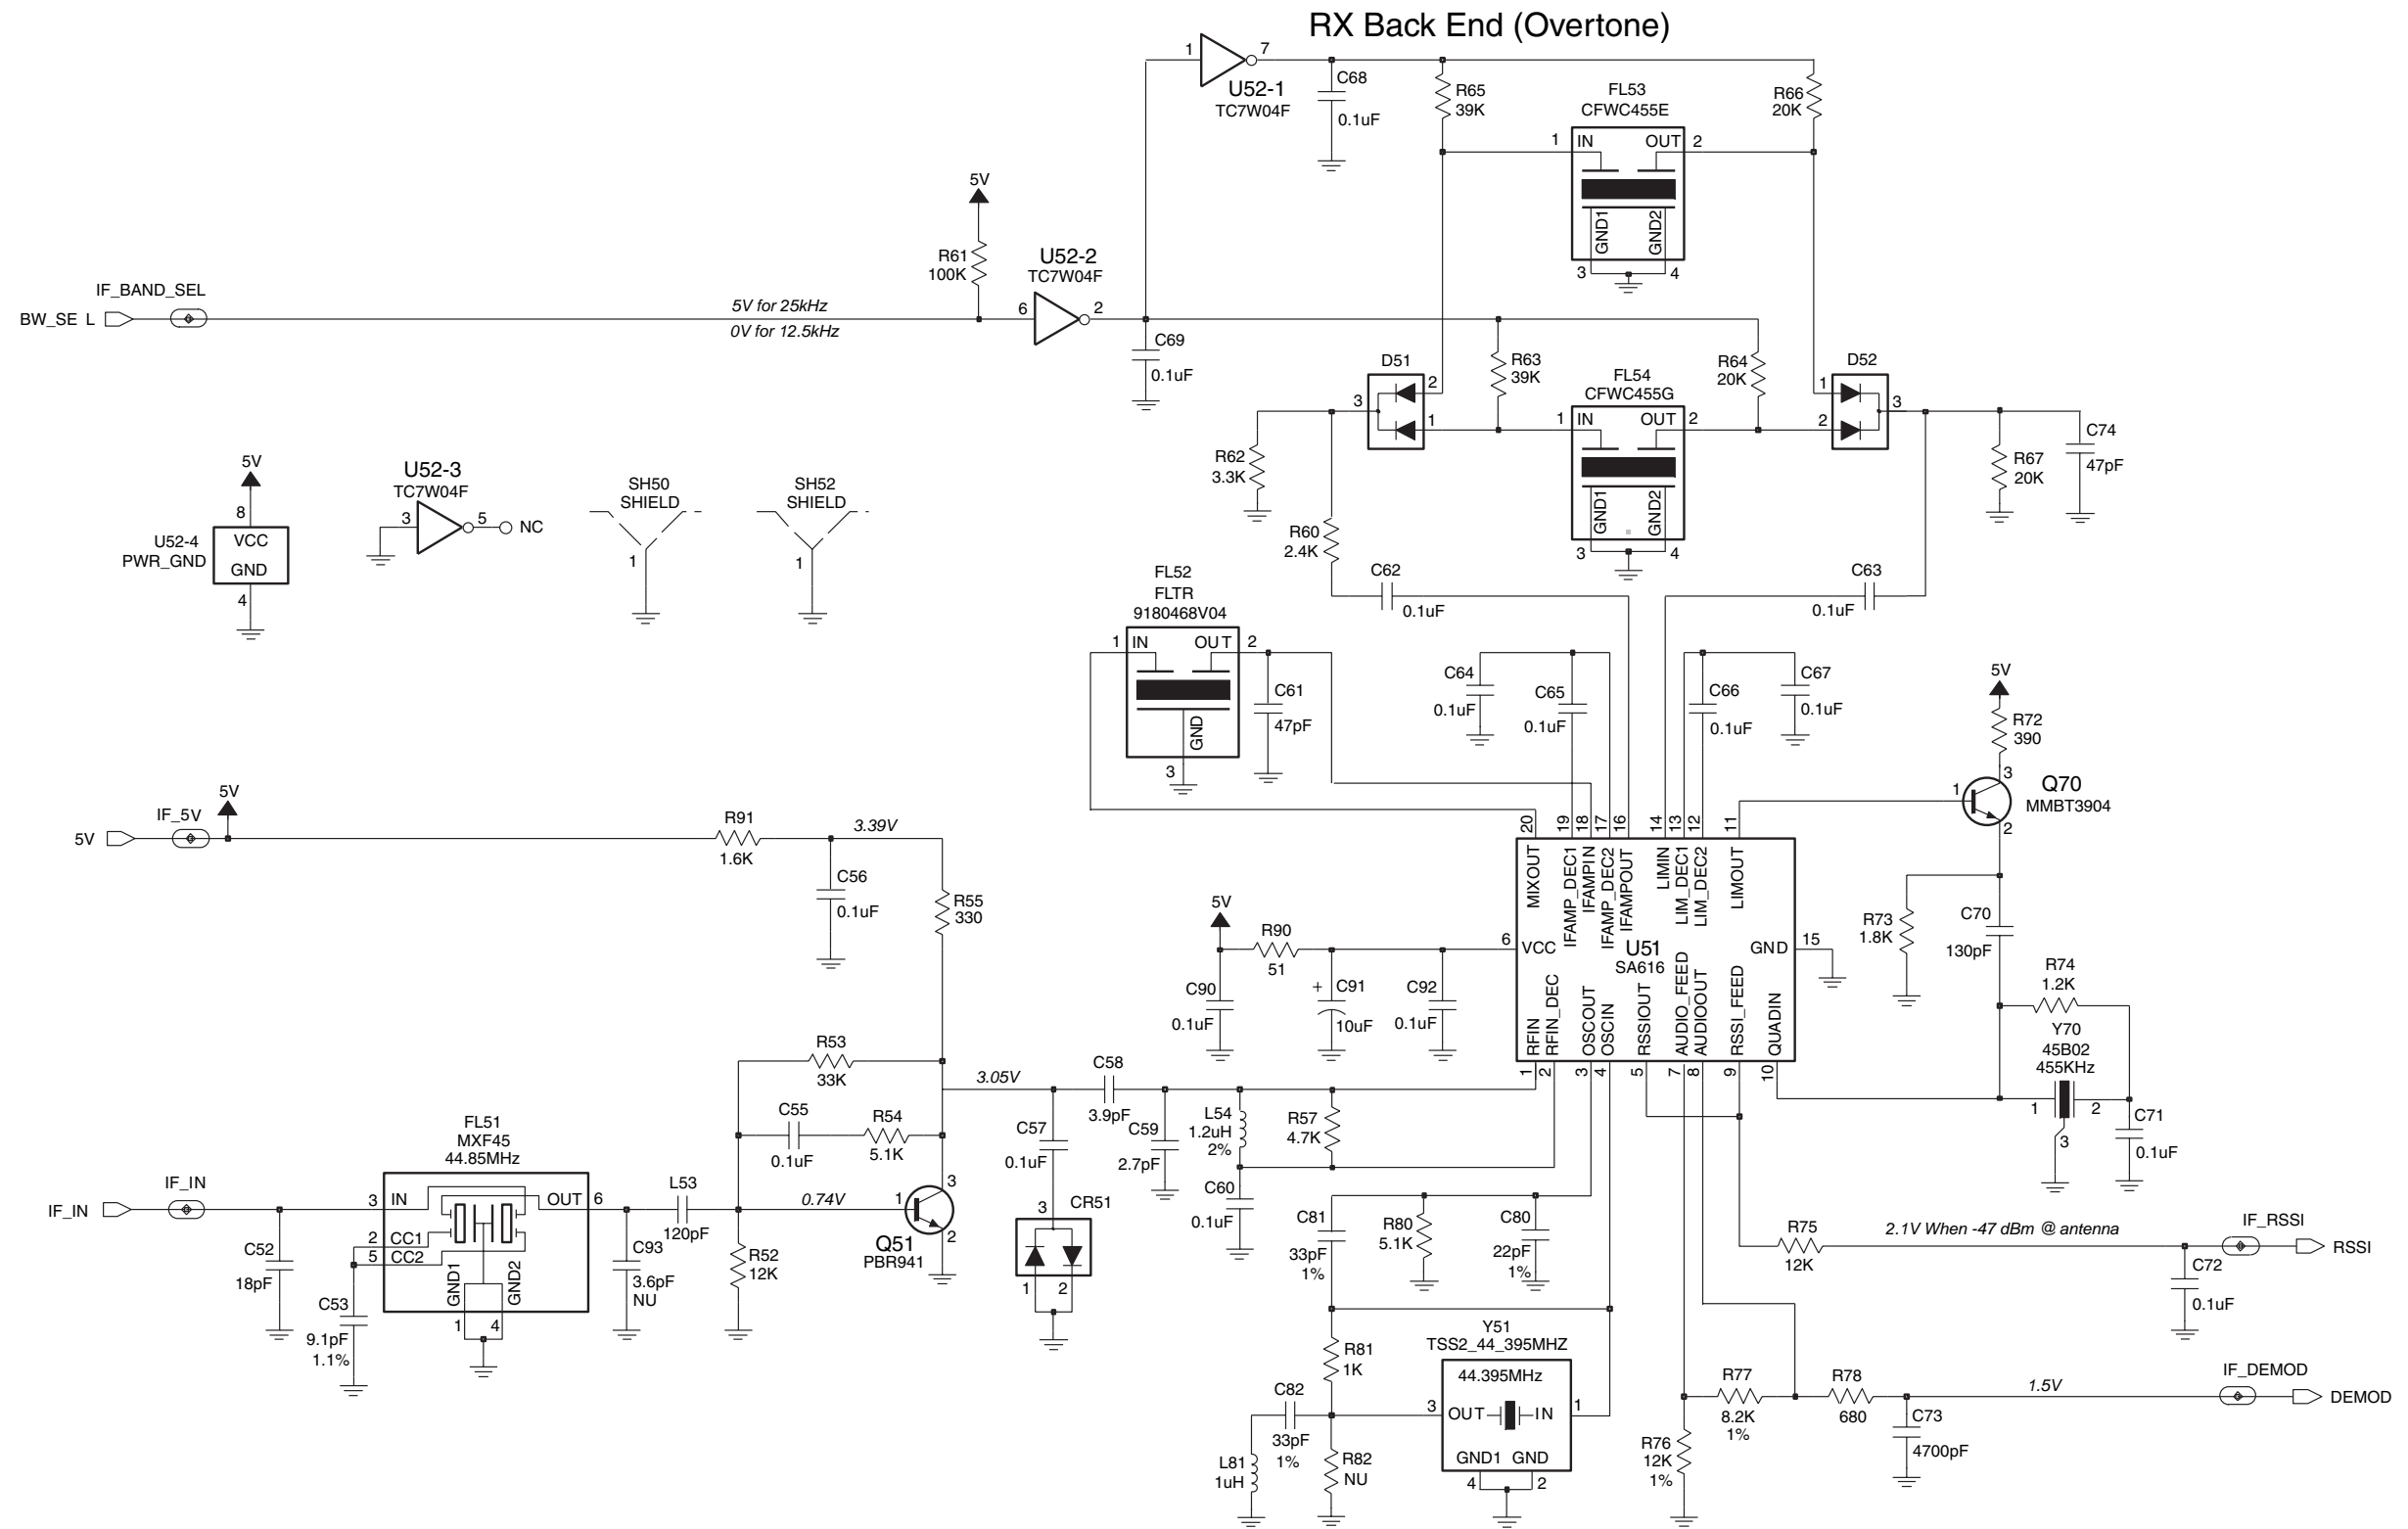 RX Back End (Overtone)
1
7
U52-1
TC7W04F
C68
0.1uF
R65
39K
FL53
CFWC455E
R66
20K
1
IN
OUT
2
GND1
GND2
3
4
5V
R61
100K
U52-2
TC7W04F
6
2
IF_BAND_SEL
BW_SE L
5V for 25kHz
0V for 12.5kHz
C69
0.1uF
D51
2
3
1
R63
39K
FL54
CFWC455G
R64
20K
D52
1
3
2
1
IN
OUT
2
GND1
GND2
3
4
R62
3.3K
R60
2.4K
R67
20K
C74
47pF
5V
8
U52-4
PWR_GND
VCC
GND
4
U52-3
TC7W04F
3
5
NC
SH50
SHIELD
1
SH52
SHIELD
1
C62
0.1uF
C63
0.1uF
FL52
FLTR
9180468V04
1
IN
OUT
2
GND
3
C61
47pF
C64
0.1uF
C65
0.1uF
C66
0.1uF
C67
0.1uF
5V
R72
390
3
1
Q70
MMBT3904
2
5V
IF_5V
5V
R91
1.6K
3.39V
C56
0.1uF
R55
330
20
19
18
17
16
14
13
12
11
MIXOUT
IFAMP_DEC1
IFAMPIN
IFAMP_DEC2
IFAMPOUT
LIMIN
LIM_DEC1
LIM_DEC2
LIMOUT
5V
R90
51
6
VCC
U51
SA616
GND
15
C90
0.1uF
+
C91
10uF
C92
0.1uF
RFIN
RFIN_DEC
OSCOUT
OSCIN
RSSIOUT
AUDIO_FEED
AUDIOOUT
RSSI_FEED
QUADIN
1
2
3
4
5
7
8
9
10
R73
1.8K
C70
130pF
R74
1.2K
Y70
45B02
455KHz
1
2
3
C71
0.1uF
R53
33K
C55
0.1uF
R54
5.1K
3.05V
C58
3.9pF
C57
0.1uF
C59
2.7pF
L54
1.2uH
2%
R57
4.7K
C60
0.1uF
FL51
MXF45
44.85MHz
IF_IN
IF_IN
C52
18pF
3
IN
OUT
6
2
CC1
5
CC2
GND1
GND2
1
4
C53
9.1pF
1.1%
C93
3.6pF
NU
L53
120pF
R52
12K
0.74V
1
3
2
Q51
PBR941
3
CR51
1
2
C81
33pF
1%
R80
5.1K
C80
22pF
1%
R81
1K
Y51
TSS2_44_395MHZ
44.395MHz
3
OUT
IN
1
GND1
GND
4
2
C82
33pF
1%
L81
1uH
R82
NU
R75
12K
2.1V When -47 dBm @ antenna
IF_RSSI
RSSI
C72
0.1uF
R77
8.2K
1%
R78
680
1.5V
IF_DEMOD
DEMOD
R76
12K
1%
C73
4700pF